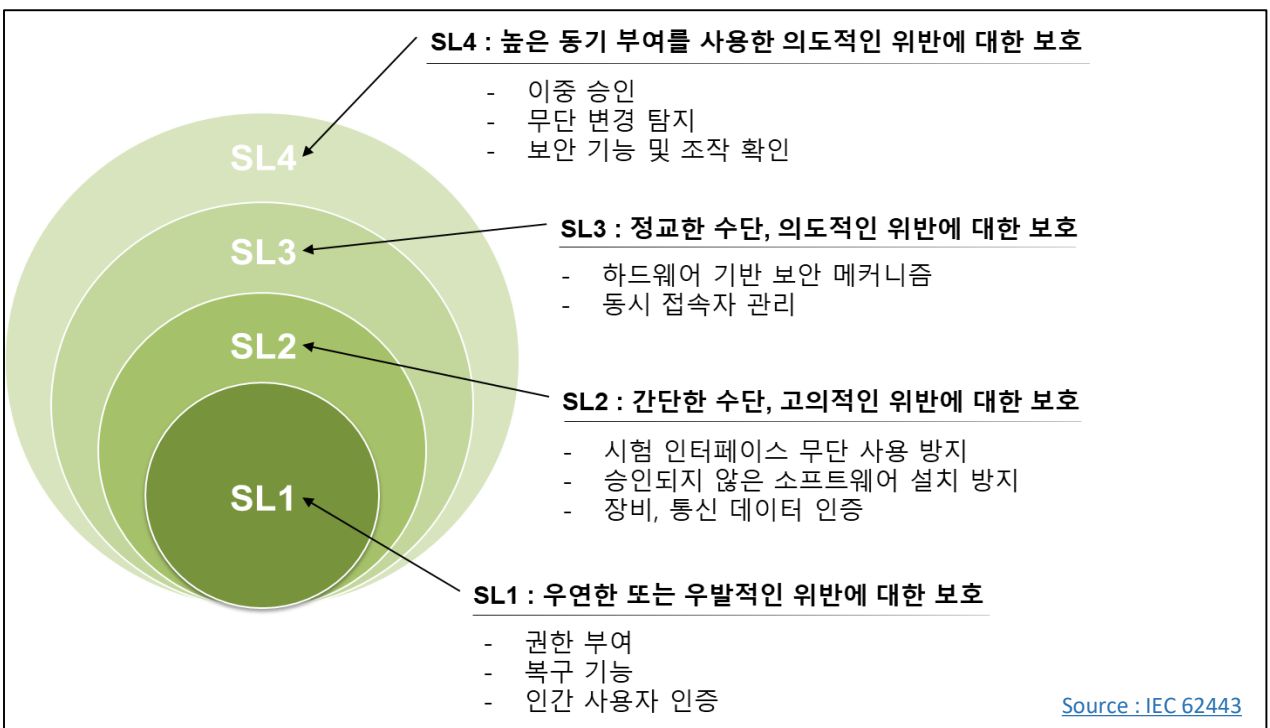 SL4 : 높은 동기 부여를 사용한 의도적인 위반에 대한 보호
- 이중 승인
- 무단 변경 탐지
- 보안 기능 및 조작 확인
SL4
SL3 : 정교한 수단, 의도적인 위반에 대한 보호
SL3
- 하드웨어 기반 보안 메커니즘
- 동시 접속자 관리
SL2
SL2 : 간단한 수단, 고의적인 위반에 대한 보호
- 시험 인터페이스 무단 사용 방지
- 승인되지 않은 소프트웨어 설치 방지
- 장비, 통신 데이터 인증
SL1
SL1 : 우연한 또는 우발적인 위반에 대한 보호
- 권한 부여
- 복구 기능
- 인간 사용자 인증
Source : IEC 62443